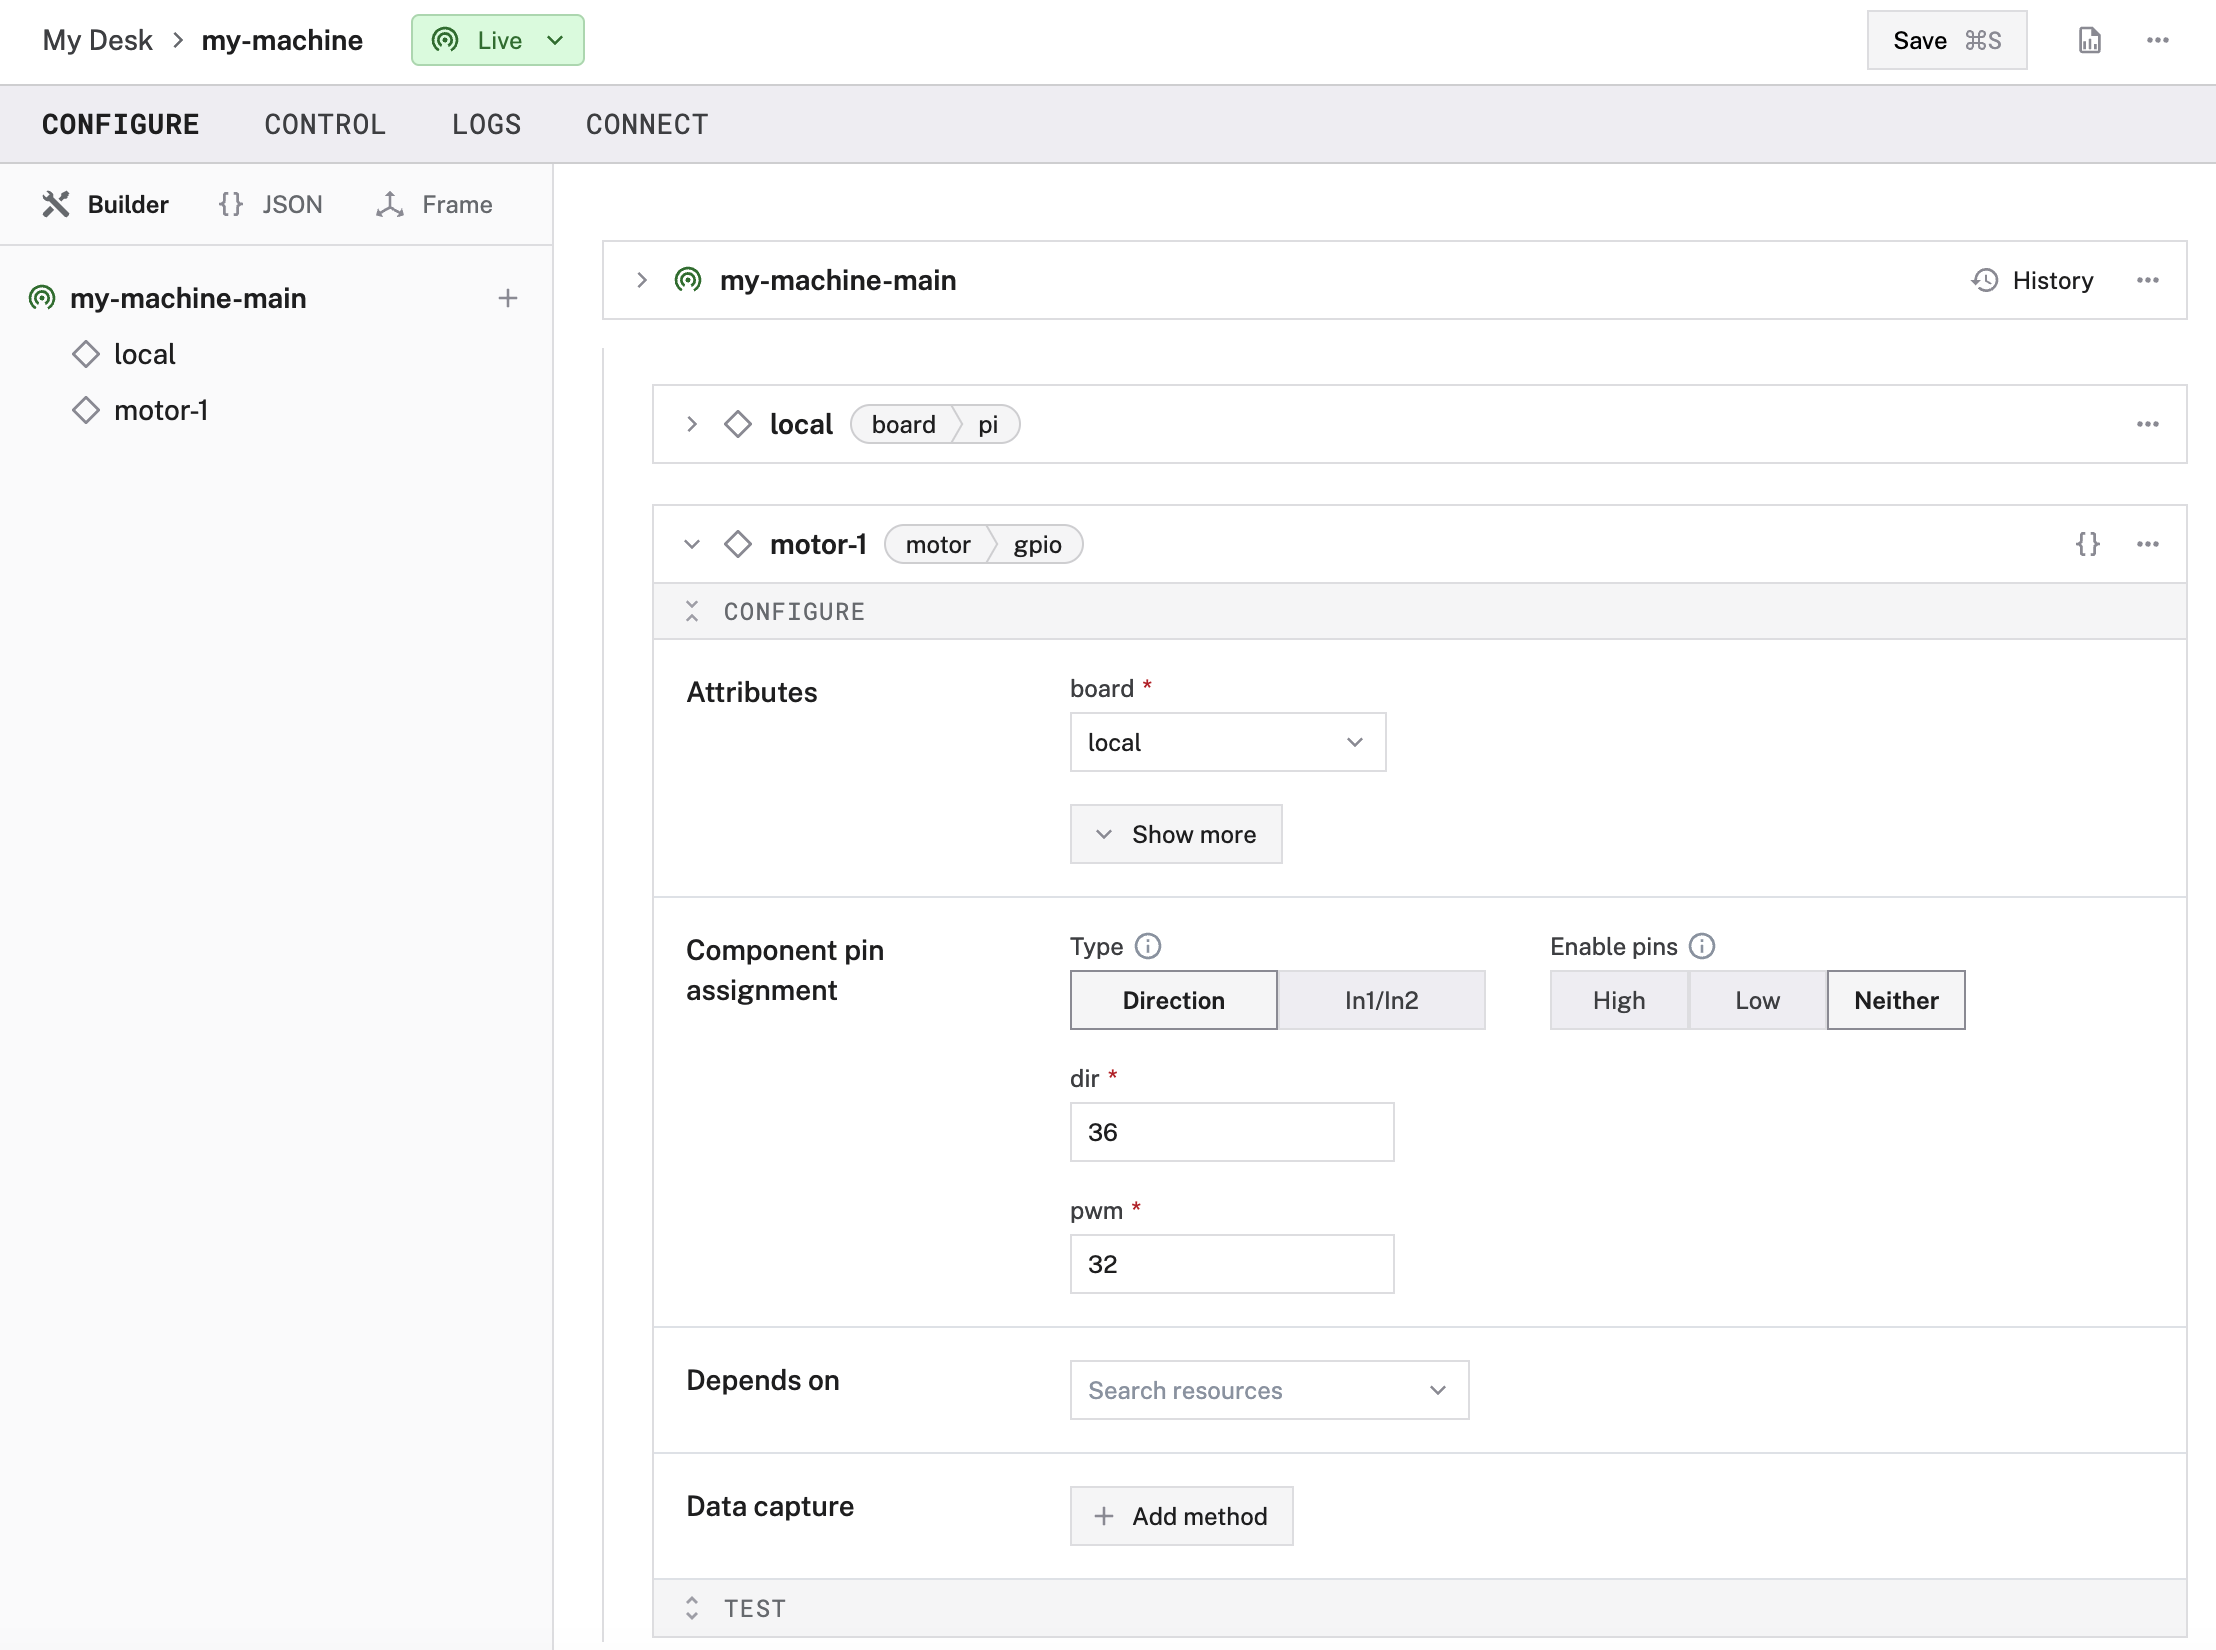 My Desk > my-machine Live Save ⌘S
CONFIGURE CONTROL LOGS CONNECT
Builder {} JSON Frame
my-machine-main
local
motor-1
my-machine-main History
local board pi
motor-1 motor gpio {}
CONFIGURE
Attributes
board *
local
Show more
Component pin
assignment
Type Enable pins
Direction In1/In2 High Low Neither
dir *
36
pwm *
32
Depends on
Search resources
Data capture
+ Add method
TEST